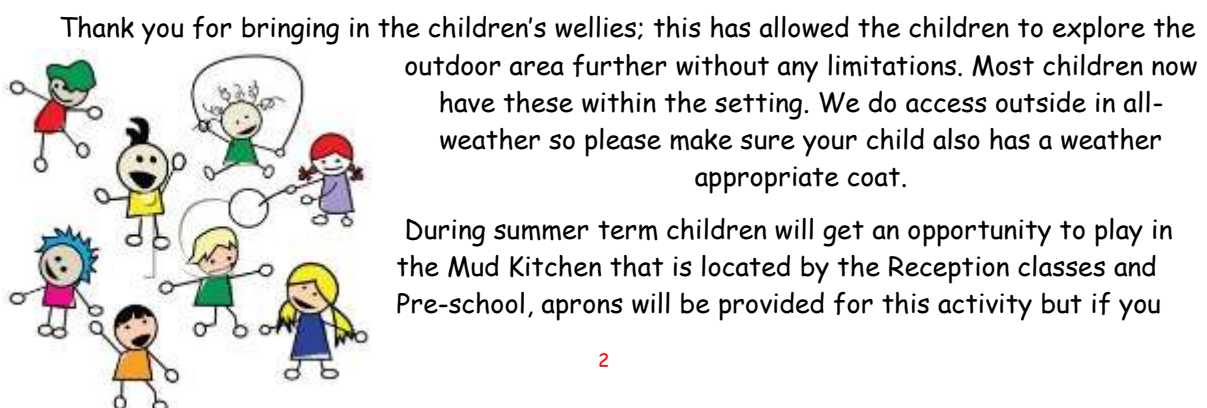 Thank you for bringing in the children’s wellies; this has allowed the children to explore the
outdoor area further without any limitations. Most children now
have these within the setting. We do access outside in all-
weather so please make sure your child also has a weather
appropriate coat.
During summer term children will get an opportunity to play in
the Mud Kitchen that is located by the Reception classes and
Pre-school, aprons will be provided for this activity but if you
2